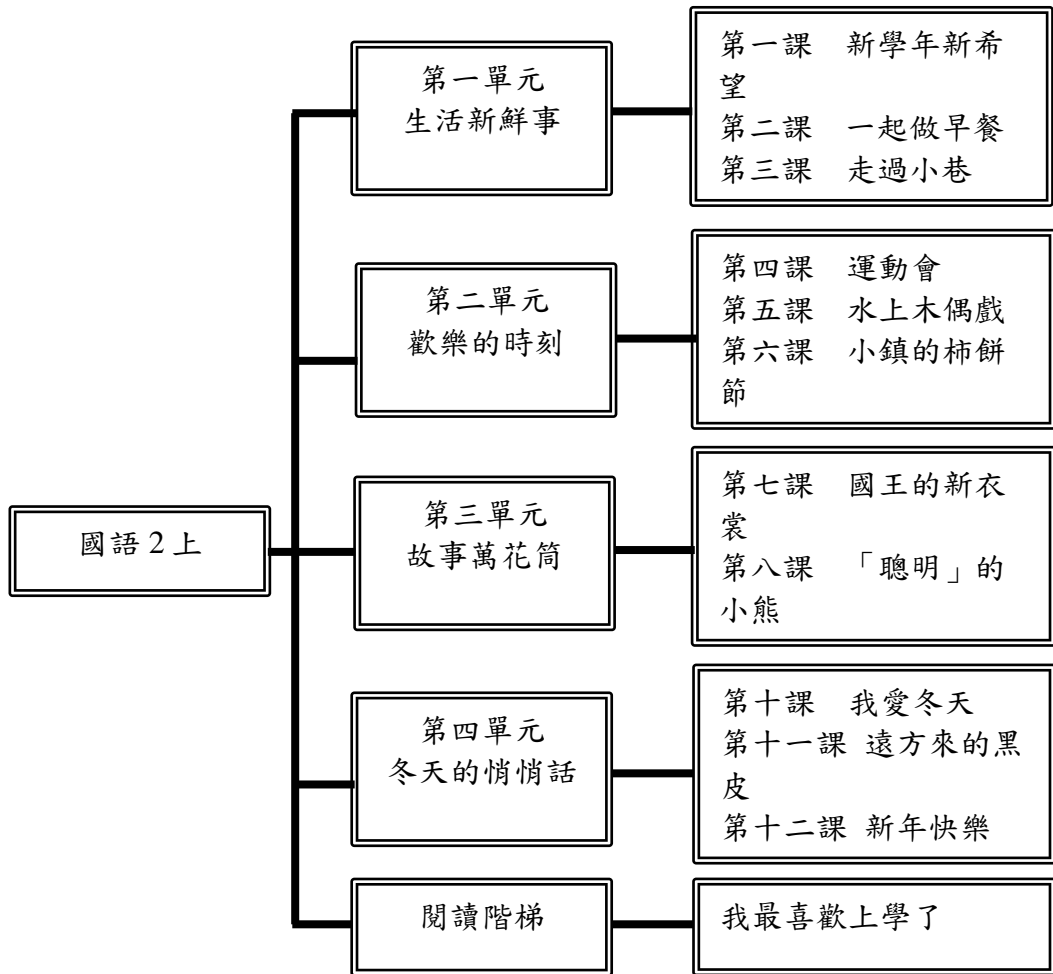 國語2上
第一單元
生活新鮮事
第一課　新學年新希
望
第二課　一起做早餐
第三課　走過小巷
第二單元
歡樂的時刻
第四課　運動會
第五課　水上木偶戲
第六課　小鎮的柿餅
節
第三單元
故事萬花筒
第七課　國王的新衣
裳
第八課　「聰明」的
小熊
第四單元
冬天的悄悄話
第十課　我愛冬天
第十一課 遠方來的黑
皮
第十二課 新年快樂
閱讀階梯
我最喜歡上學了